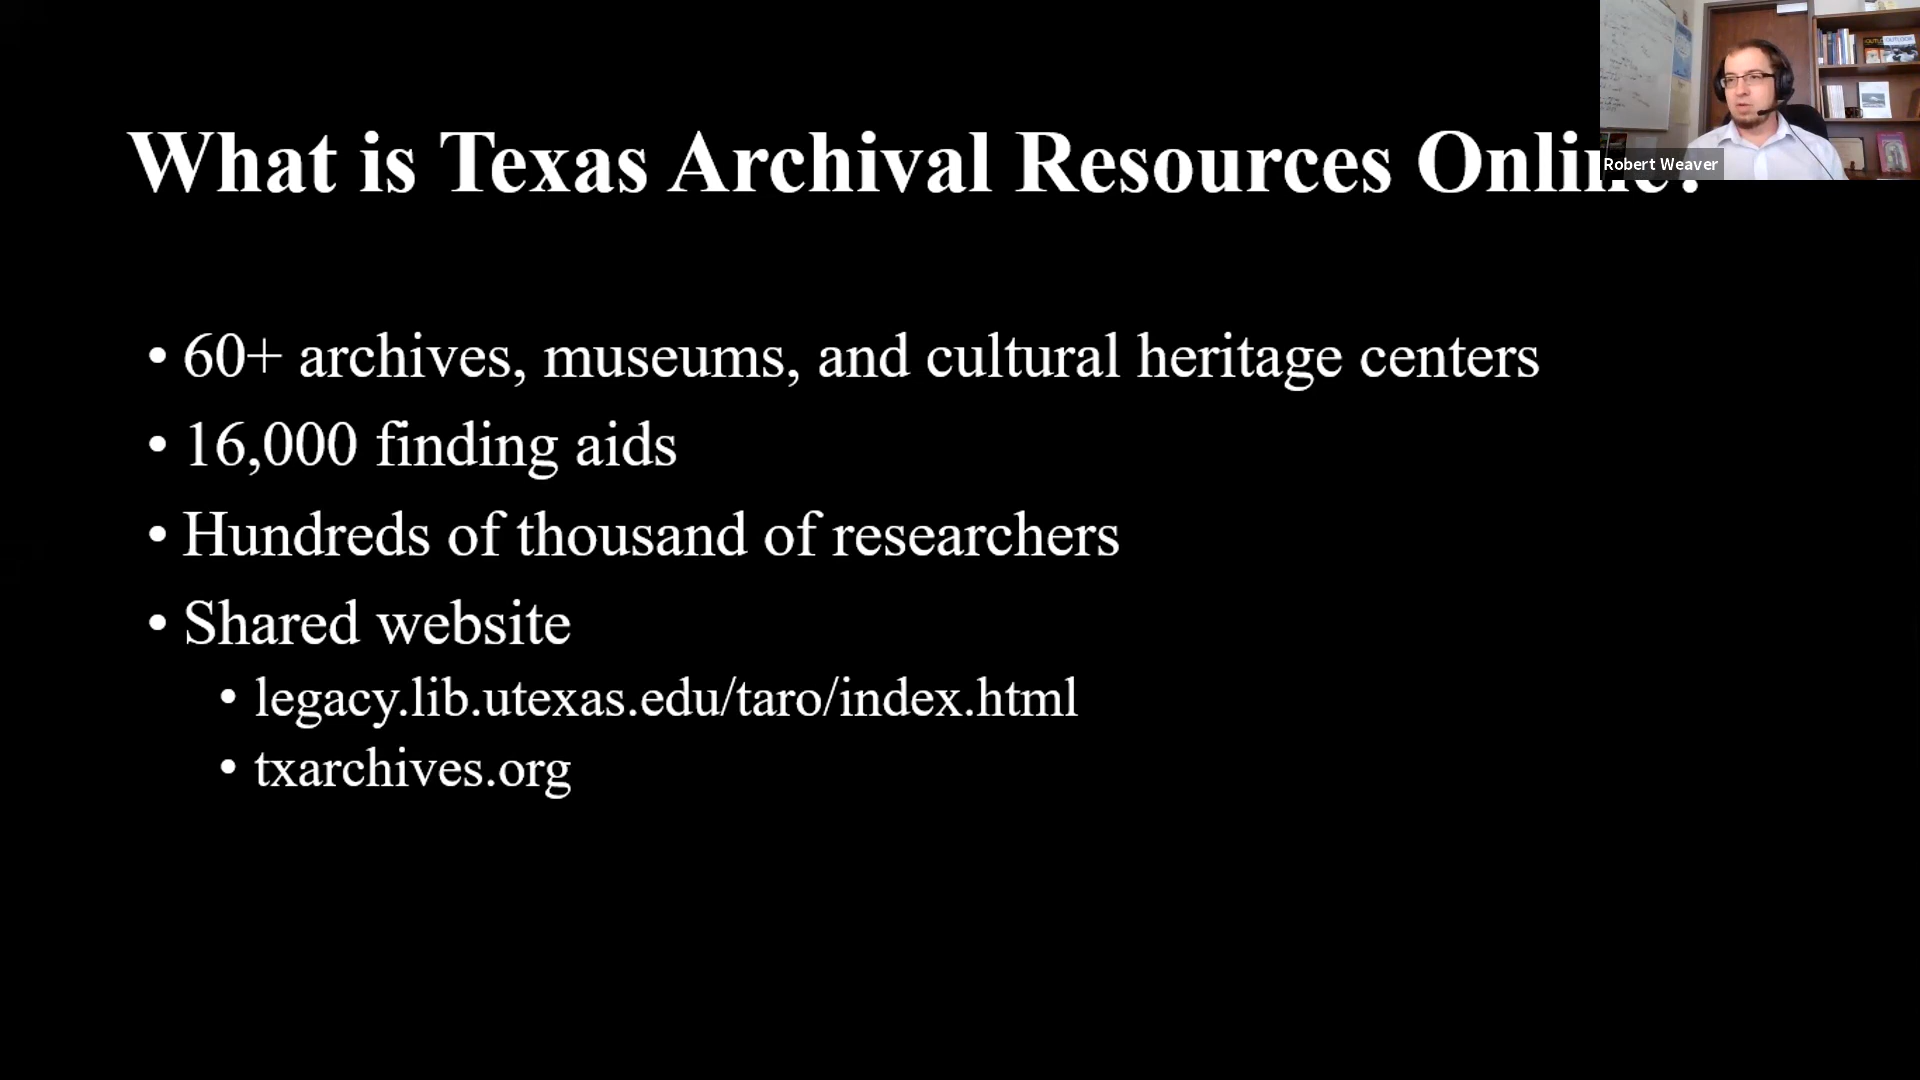 What is Texas Archival Resources Online?
Robert Weaver
• 60+ archives, museums, and cultural heritage centers
• 16,000 finding aids
• Hundreds of thousand of researchers
• Shared website
• legacy.lib.utexas.edu/taro/index.html
• txarchives.org